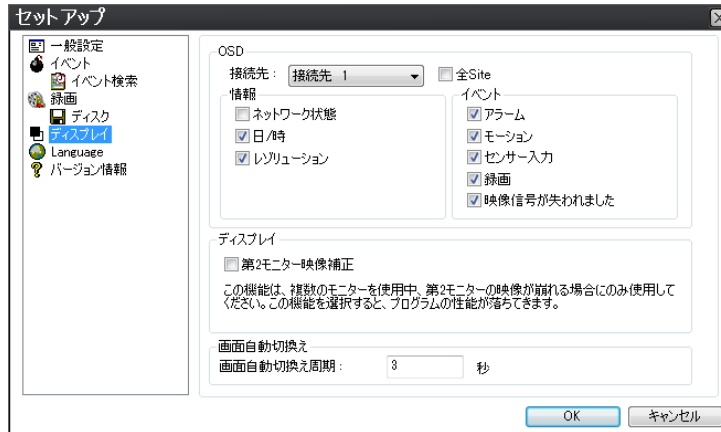 セットアップ
一般設定
イベント
イベント検索
録画
ディスク
ディスプレイ
Language
バージョン情報
OSD
接続先 : 接続先 1 全Site
情報
ネットワーク状態
日/時
レゾリューション
イベント
アラーム
モーション
センサー入力
録画
映像信号が失われました
ディスプレイ
第2モニター映像補正
この機能は、複数のモニターを使用中、第2モニターの映像が崩れる場合にのみ使用して
ください。この機能を選択すると、プログラムの性能が落ちてきます。
画面自動切換え
画面自動切換え周期 : 3 秒
OK キャンセル